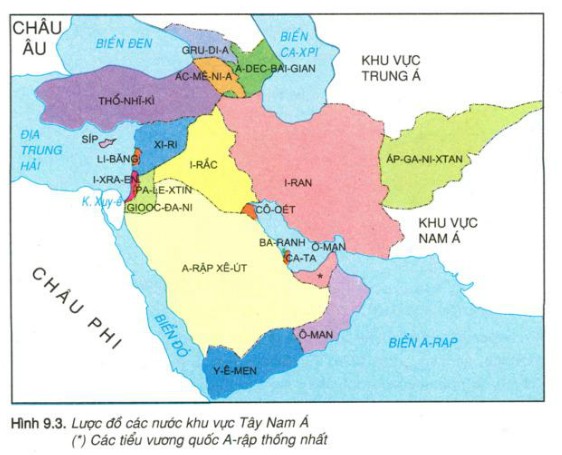 CHÂU
ÂU
BIỂN ĐEN
BIỂN
CA-XPI
KHU VỰC
TRUNG Á
GRU-DI-A
A-DEC-BAI-GIAN
AC-MÊ-NI-A
THỔ-NHĨ-KÌ
ĐỊA
TRUNG
HẢI
SÍP
XI-RI
LI-BĂNG
I-RẮC
I-RAN
ÁP-GA-NI-XTAN
I-XRA-EN
PA-LE-XTIN
K. Xuy-ê
GIOOC-ĐA-NI
CÔ-OÉT
KHU VỰC
NAM Á
BA-RANH
Ô-MAN
CA-TA
A-RẬP XÊ-ÚT
*
CHÂU PHI
BIỂN ĐỎ
Ô-MAN
BIỂN A-RAP
Y-Ê-MEN
Hình 9.3. Lược đồ các nước khu vực Tây Nam Á
(*) Các tiểu vương quốc A-rập thống nhất